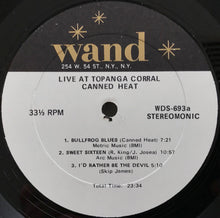 wand
254 W. 54 ST., N.Y., N.Y.
LIVE AT TOPANGA CORRAL
CANNED HEAT
33⅓ RPM
WDS-693a
STEREOMONIC
1. BULLFROG BLUES (Canned Heat) 7:21
Metric Music (BMI)
2. SWEET SIXTEEN (R. King/J. Josea) 10:57
Arc Music (BMI)
3. I'D RATHER BE THE DEVIL 5:10
(Skip James)
Total Time: 23:34